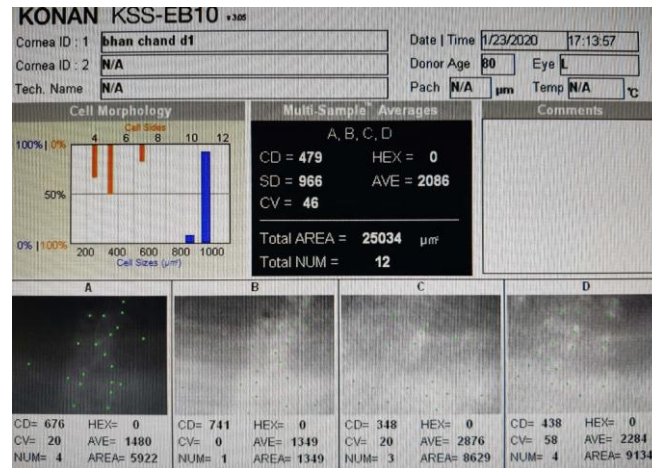 KONAN KSS-EB10 v 3.05
Cornea ID : 1 bhan chand d1
Date | Time 1/23/2020 17:13:57
Cornea ID : 2 N/A
Donor Age 80 Eye L
Tech. Name N/A
Pach N/A µm Temp N/A °C
Cell Morphology
Cell Sides
4 6 8 10 12
100% | 0%
50%
0% | 100%
200 400 600 800 1000
Cell Sizes (µm²)
Multi-Sample™ Averages
A, B, C, D
CD = 479 HEX = 0
SD = 966 AVE = 2086
CV = 46
Total AREA = 25034 µm²
Total NUM = 12
Comments
A B C D
CD= 676 HEX= 0
CV= 20 AVE= 1480
NUM= 4 AREA= 5922
CD= 741 HEX= 0
CV= 0 AVE= 1349
NUM= 1 AREA= 1349
CD= 348 HEX= 0
CV= 20 AVE= 2876
NUM= 3 AREA= 8629
CD= 438 HEX= 0
CV= 58 AVE= 2284
NUM= 4 AREA= 9134